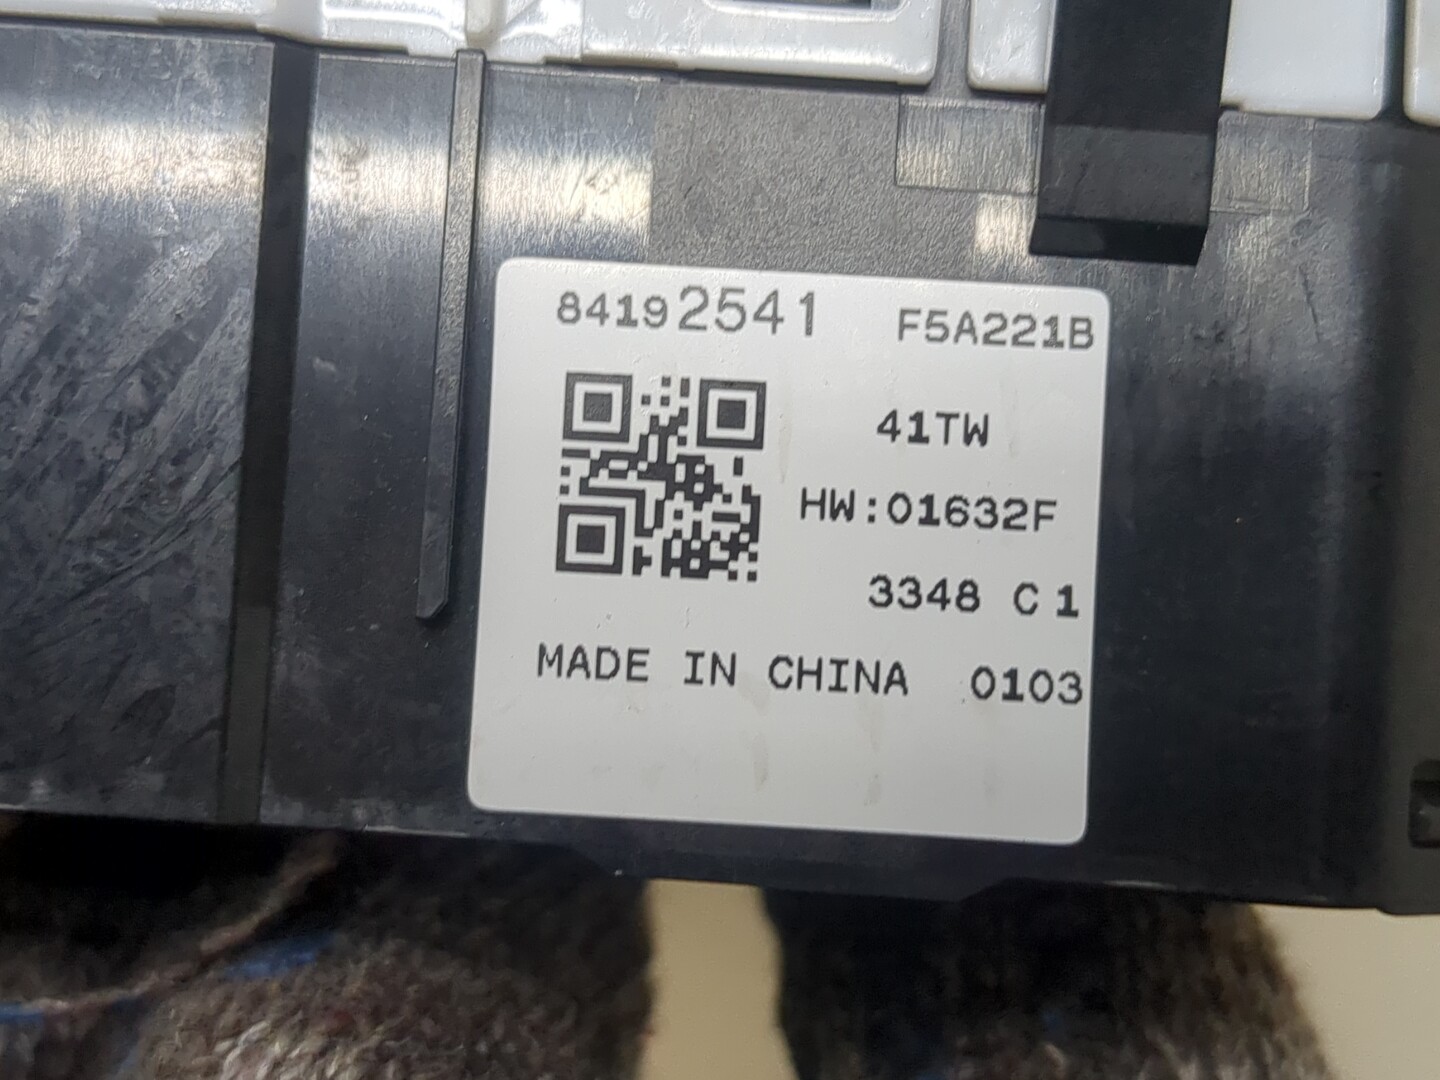 84192541 F5A221B
41TW
HW:01632F
3348 C1
MADE IN CHINA 0103